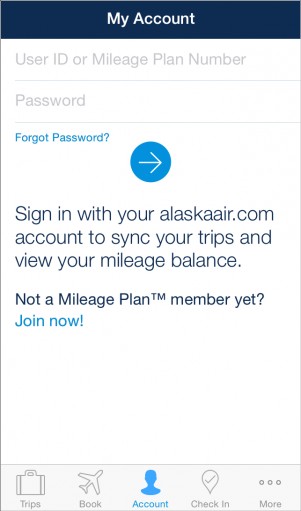 My Account
User ID or Mileage Plan Number
Password
Forgot Password?
Sign in with your alaskaair.com
account to sync your trips and
view your mileage balance.
Not a Mileage Plan™ member yet?
Join now!
Trips Book Account Check In More